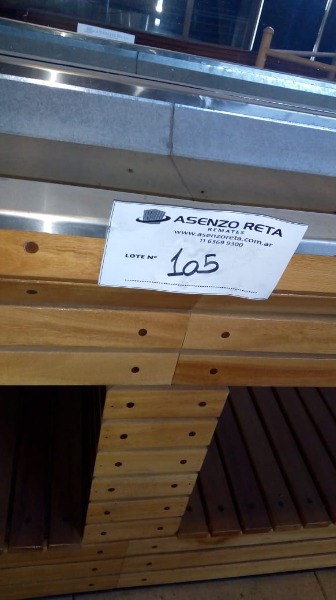 ASENZO RETA
REMATES
www.asenzoreta.com.ar
11 6369 9300
LOTE Nº 105